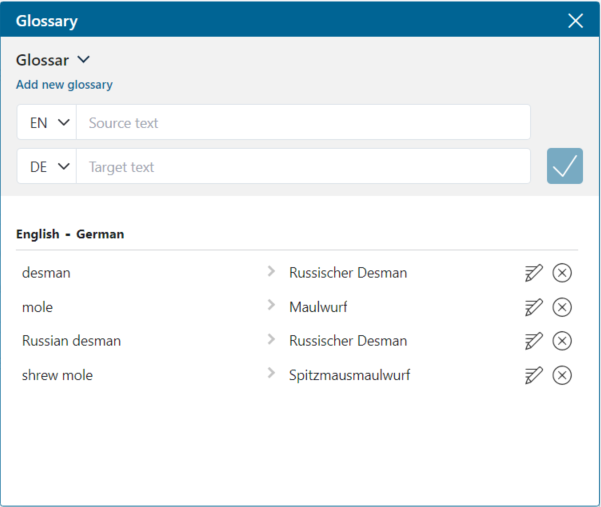 Glossary
Glossar
Add new glossary
EN Source text
DE Target text
English - German
desman Russischer Desman
mole Maulwurf
Russian desman Russischer Desman
shrew mole Spitzmausmaulwurf